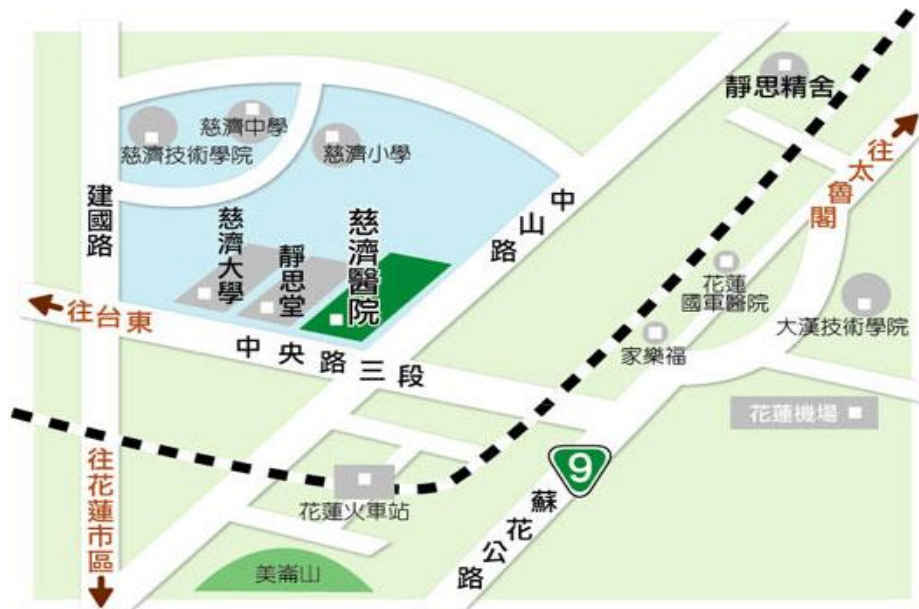 靜思精舍
慈濟中學
慈濟技術學院
慈濟小學
往太魯閣
中山路
建國路
慈濟大學
靜思堂
慈濟醫院
花蓮
國軍醫院
大漢技術學院
往台東
中央路三段
家樂福
花蓮機場
9
蘇花公路
花蓮火車站
往花蓮市區
美崙山